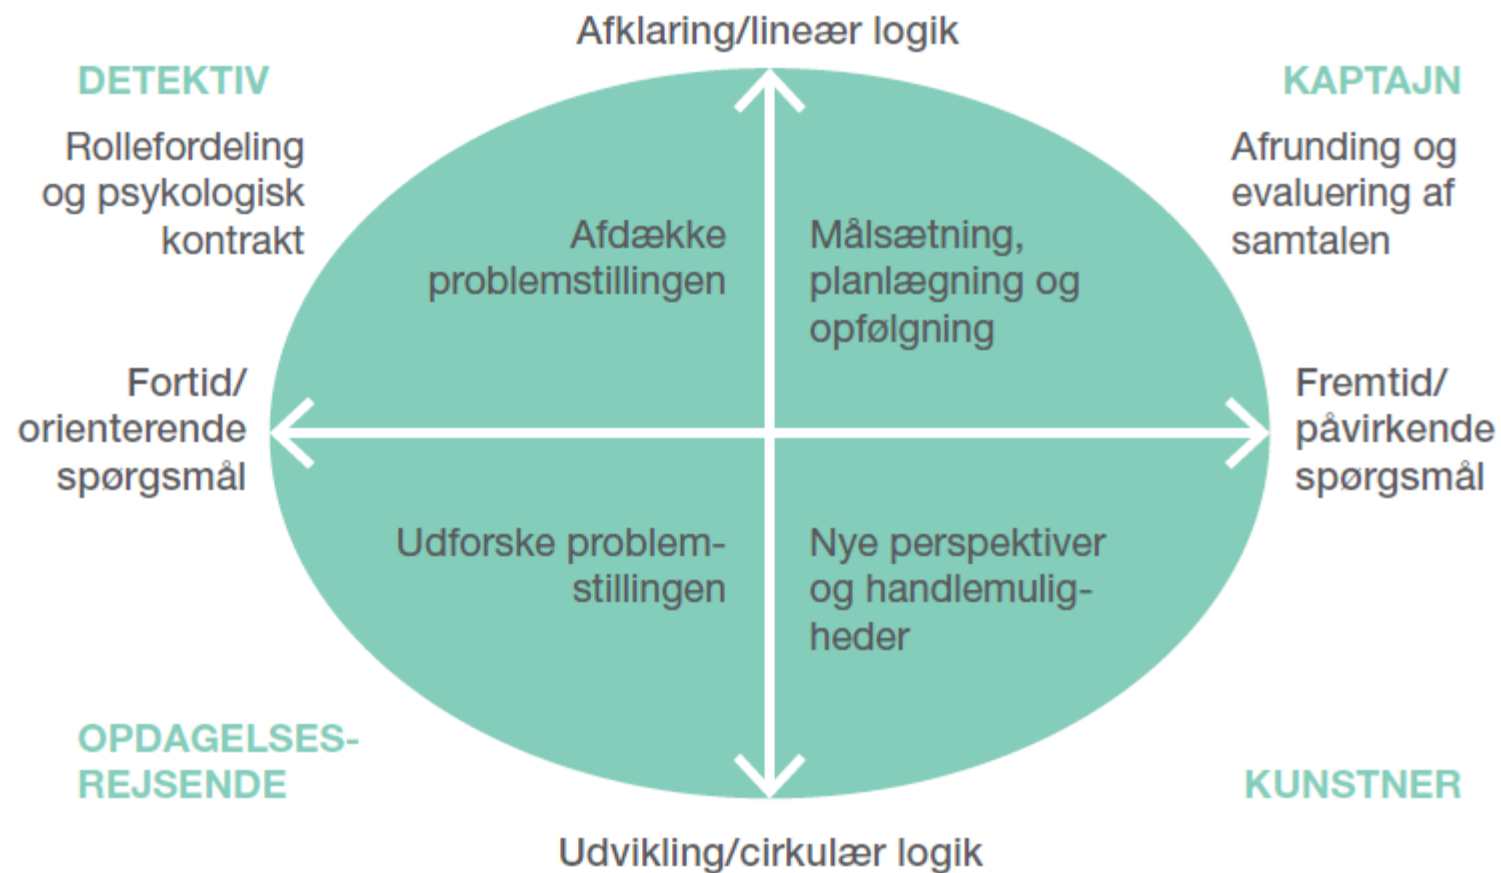 Afklaring/lineær logik
DETEKTIV
Rollefordeling
og psykologisk
kontrakt
KAPTAJN
Afrunding og
evaluering af
samtalen
Afdække
problemstillingen
Målsætning,
planlægning og
opfølgning
Fortid/
orienterende
spørgsmål
Fremtid/
påvirkende
spørgsmål
Udforske problem-
stillingen
Nye perspektiver
og handlemulig-
heder
OPDAGELSES-
REJSENDE
KUNSTNER
Udvikling/cirkulær logik